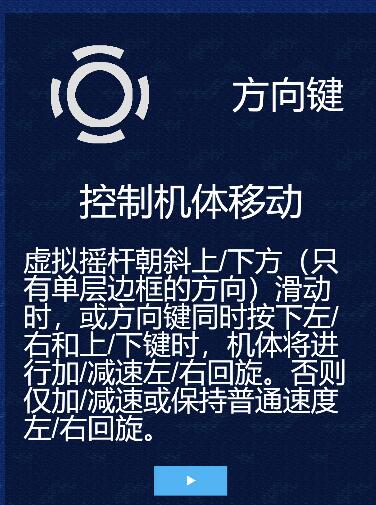 方向键
控制机体移动
虚拟摇杆朝斜上/下方（只
有单层边框的方向）滑动
时，或方向键同时按下左/
右和上/下键时，机体将进
行加/减速左/右回旋。否则
仅加/减速或保持普通速度
左/右回旋。